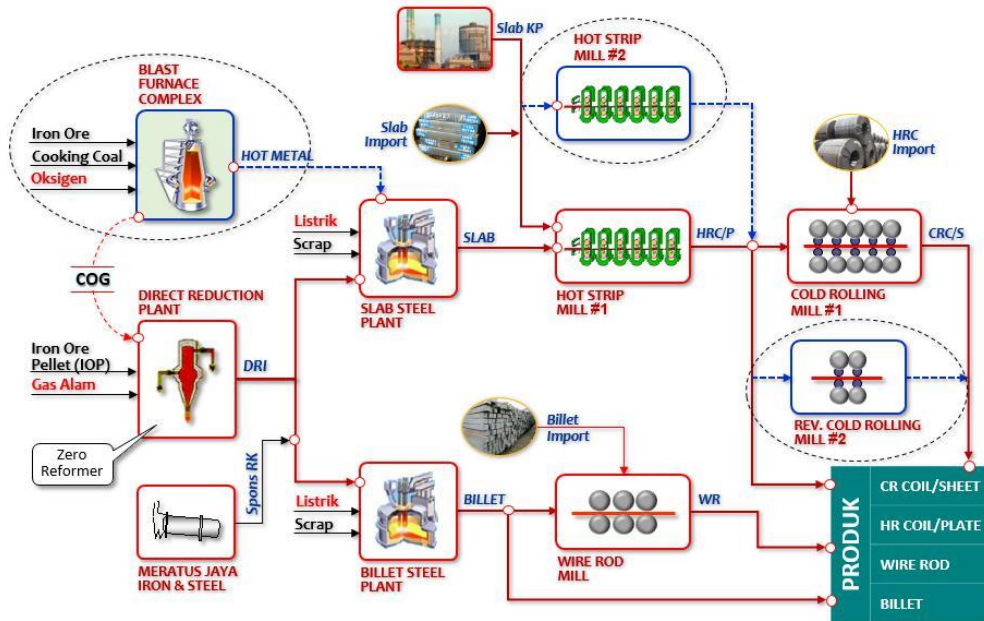 Slab KP
HOT STRIP
MILL #2
BLAST
FURNACE
COMPLEX
Iron Ore
Cooking Coal
Oksigen
HOT METAL
Slab
Import
HRC
Import
Listrik
Scrap
SLAB
HRC/P
CRC/S
SLAB STEEL
PLANT
HOT STRIP
MILL #1
COLD ROLLING
MILL #1
COG
DIRECT REDUCTION
PLANT
Iron Ore
Pellet (IOP)
Gas Alam
DRI
Zero
Reformer
REV. COLD ROLLING
MILL #2
Billet
Import
Spons RK
Listrik
Scrap
BILLET
WR
MERATUS JAYA
IRON & STEEL
BILLET STEEL
PLANT
WIRE ROD
MILL
PRODUK
CR COIL/SHEET
HR COIL/PLATE
WIRE ROD
BILLET